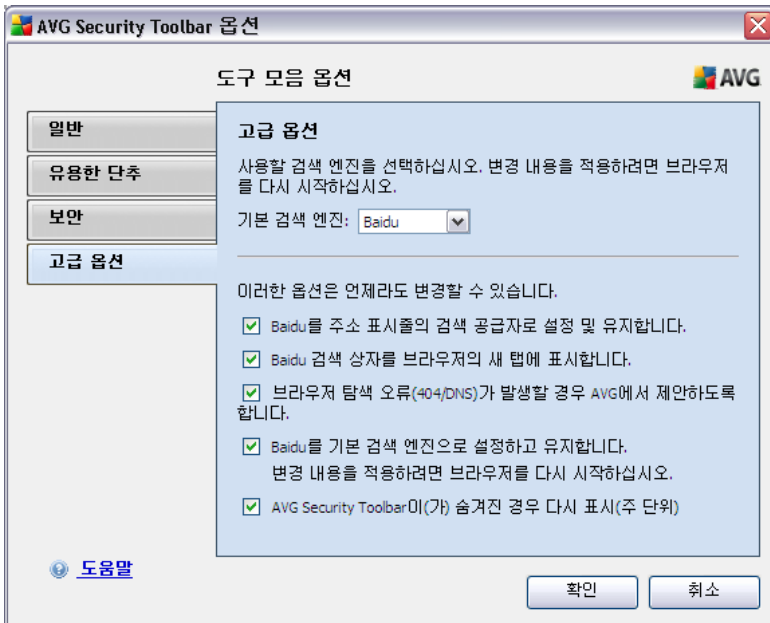 AVG Security Toolbar 옵션
도구 모음 옵션
AVG
일반
유용한 단추
보안
고급 옵션
고급 옵션
사용할 검색 엔진을 선택하십시오. 변경 내용을 적용하려면 브라우저
를 다시 시작하십시오.
기본 검색 엔진: Baidu
이러한 옵션은 언제라도 변경할 수 있습니다.
Baidu를 주소 표시줄의 검색 공급자로 설정 및 유지합니다.
Baidu 검색 상자를 브라우저의 새 탭에 표시합니다.
브라우저 탐색 오류(404/DNS)가 발생할 경우 AVG에서 제안하도록
합니다.
Baidu를 기본 검색 엔진으로 설정하고 유지합니다.
변경 내용을 적용하려면 브라우저를 다시 시작하십시오.
AVG Security Toolbar이(가) 숨겨진 경우 다시 표시(주 단위)
도움말
확인
취소